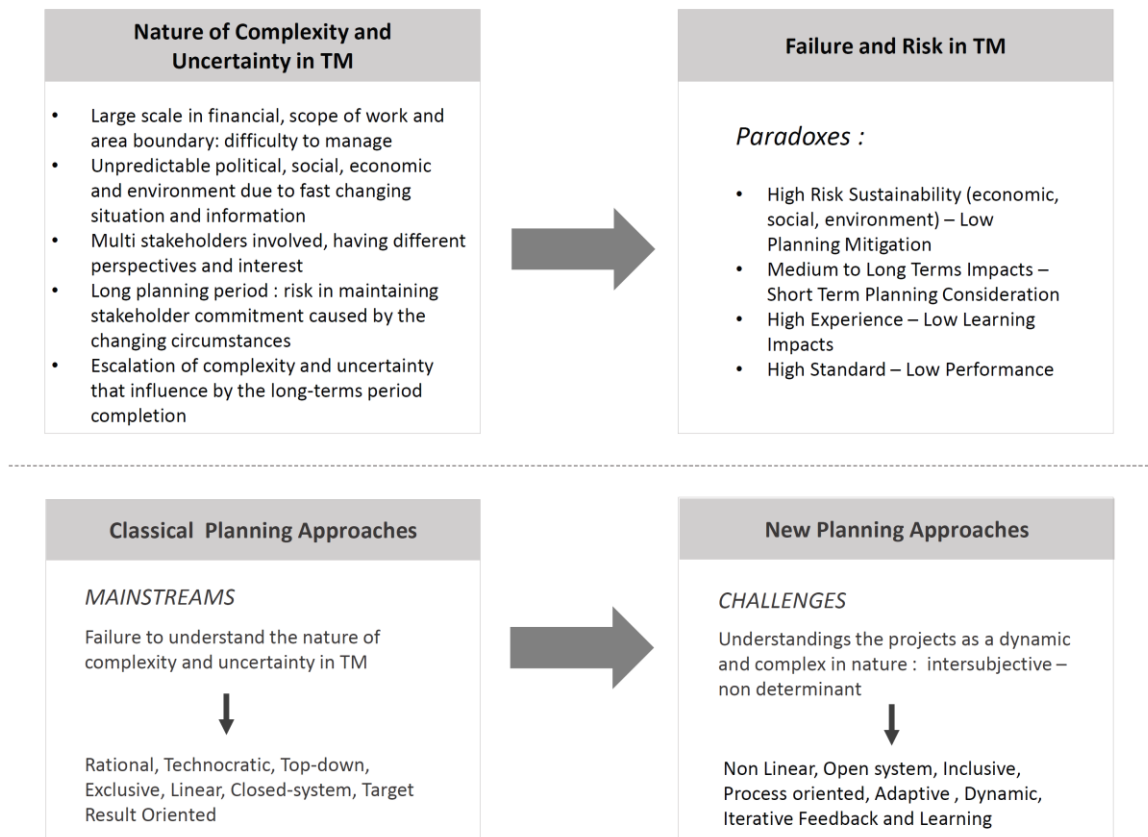 Nature of Complexity and
Uncertainty in TM
• Large scale in financial, scope of work and
area boundary: difficulty to manage
• Unpredictable political, social, economic
and environment due to fast changing
situation and information
• Multi stakeholders involved, having different
perspectives and interest
• Long planning period : risk in maintaining
stakeholder commitment caused by the
changing circumstances
• Escalation of complexity and uncertainty
that influence by the long-terms period
completion
Failure and Risk in TM
Paradoxes :
• High Risk Sustainability (economic,
social, environment) – Low
Planning Mitigation
• Medium to Long Terms Impacts –
Short Term Planning Consideration
• High Experience – Low Learning
Impacts
• High Standard – Low Performance
Classical Planning Approaches
MAINSTREAMS
Failure to understand the nature of
complexity and uncertainty in TM
Rational, Technocratic, Top-down,
Exclusive, Linear, Closed-system, Target
Result Oriented
New Planning Approaches
CHALLENGES
Understandings the projects as a dynamic
and complex in nature : intersubjective –
non determinant
Non Linear, Open system, Inclusive,
Process oriented, Adaptive , Dynamic,
Iterative Feedback and Learning